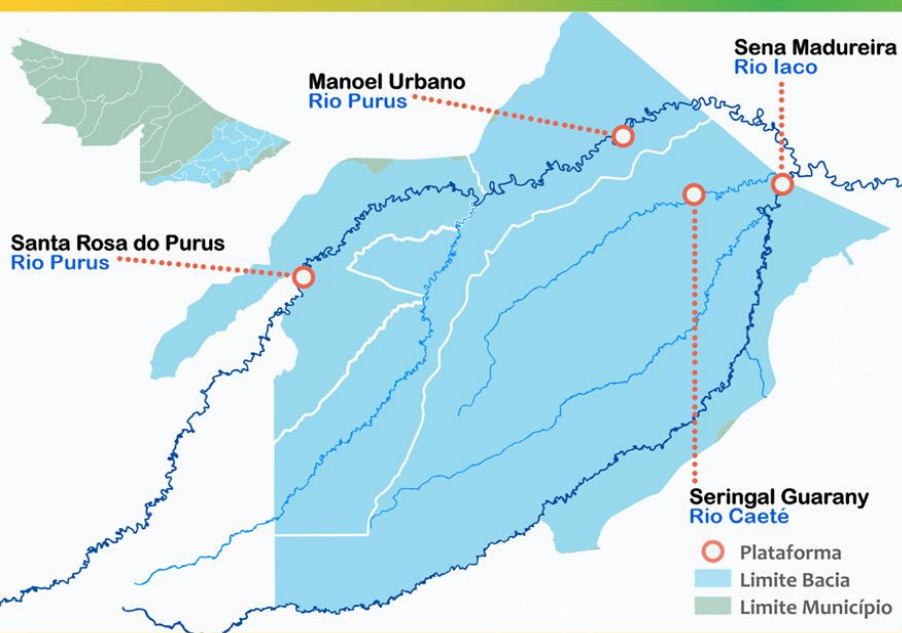 Sena Madureira
Rio Iaco
Manoel Urbano
Rio Purus
Santa Rosa do Purus
Rio Purus
Seringal Guarany
Rio Caeté
Plataforma
Limite Bacia
Limite Município